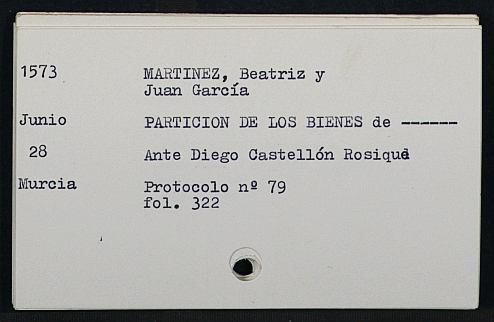 1573 MARTINEZ, Beatriz y
Juan García
Junio PARTICION DE LOS BIENES de ------
28 Ante Diego Castellón Rosique
Murcia Protocolo nº 79
fol. 322